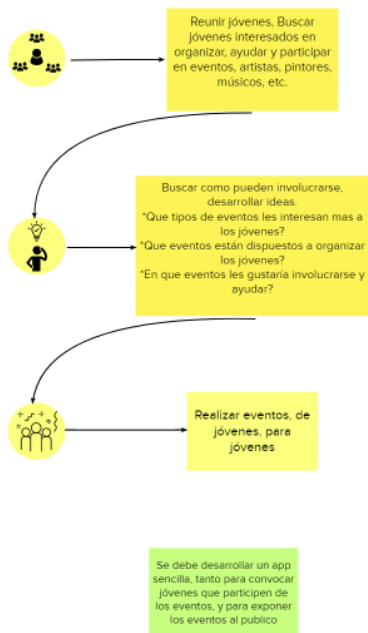 Reunir jóvenes, Buscar
jóvenes interesados en
organizar, ayudar y participar
en eventos, artistas, pintores,
músicos, etc.
Buscar como pueden involucrarse,
desarrollar ideas.
*Que tipos de eventos les interesan mas a
los jóvenes?
*Que eventos están dispuestos a organizar
los jóvenes?
*En que eventos les gustaría involucrarse y
ayudar?
Realizar eventos, de
jóvenes, para
jóvenes
Se debe desarrollar un app
sencilla, tanto para convocar
jóvenes que participen de
los eventos, y para exponer
los eventos al publico